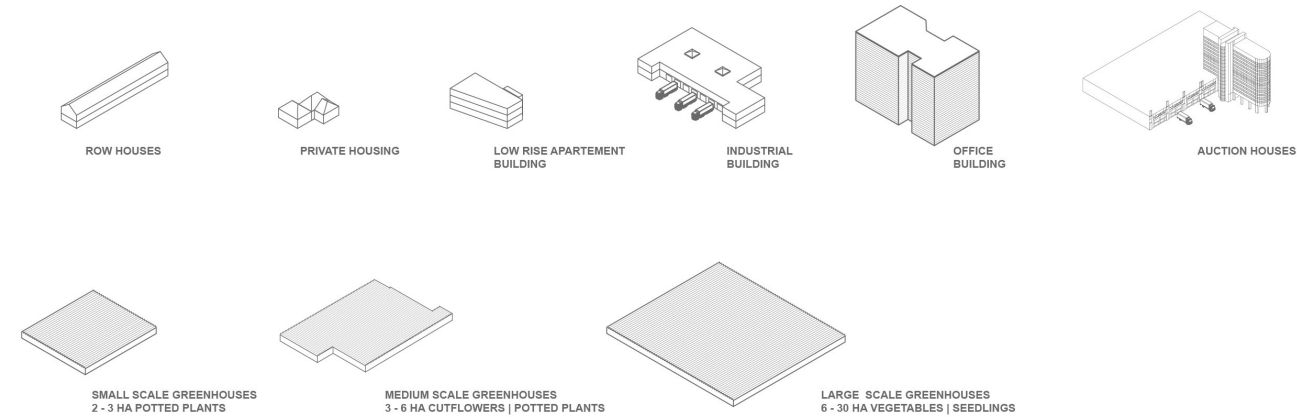 ROW HOUSES
PRIVATE HOUSING
LOW RISE APARTEMENT
BUILDING
INDUSTRIAL
BUILDING
OFFICE
BUILDING
AUCTION HOUSES
SMALL SCALE GREENHOUSES
2 - 3 HA POTTED PLANTS
MEDIUM SCALE GREENHOUSES
3 - 6 HA CUTFLOWERS | POTTED PLANTS
LARGE SCALE GREENHOUSES
6 - 30 HA VEGETABLES | SEEDLINGS